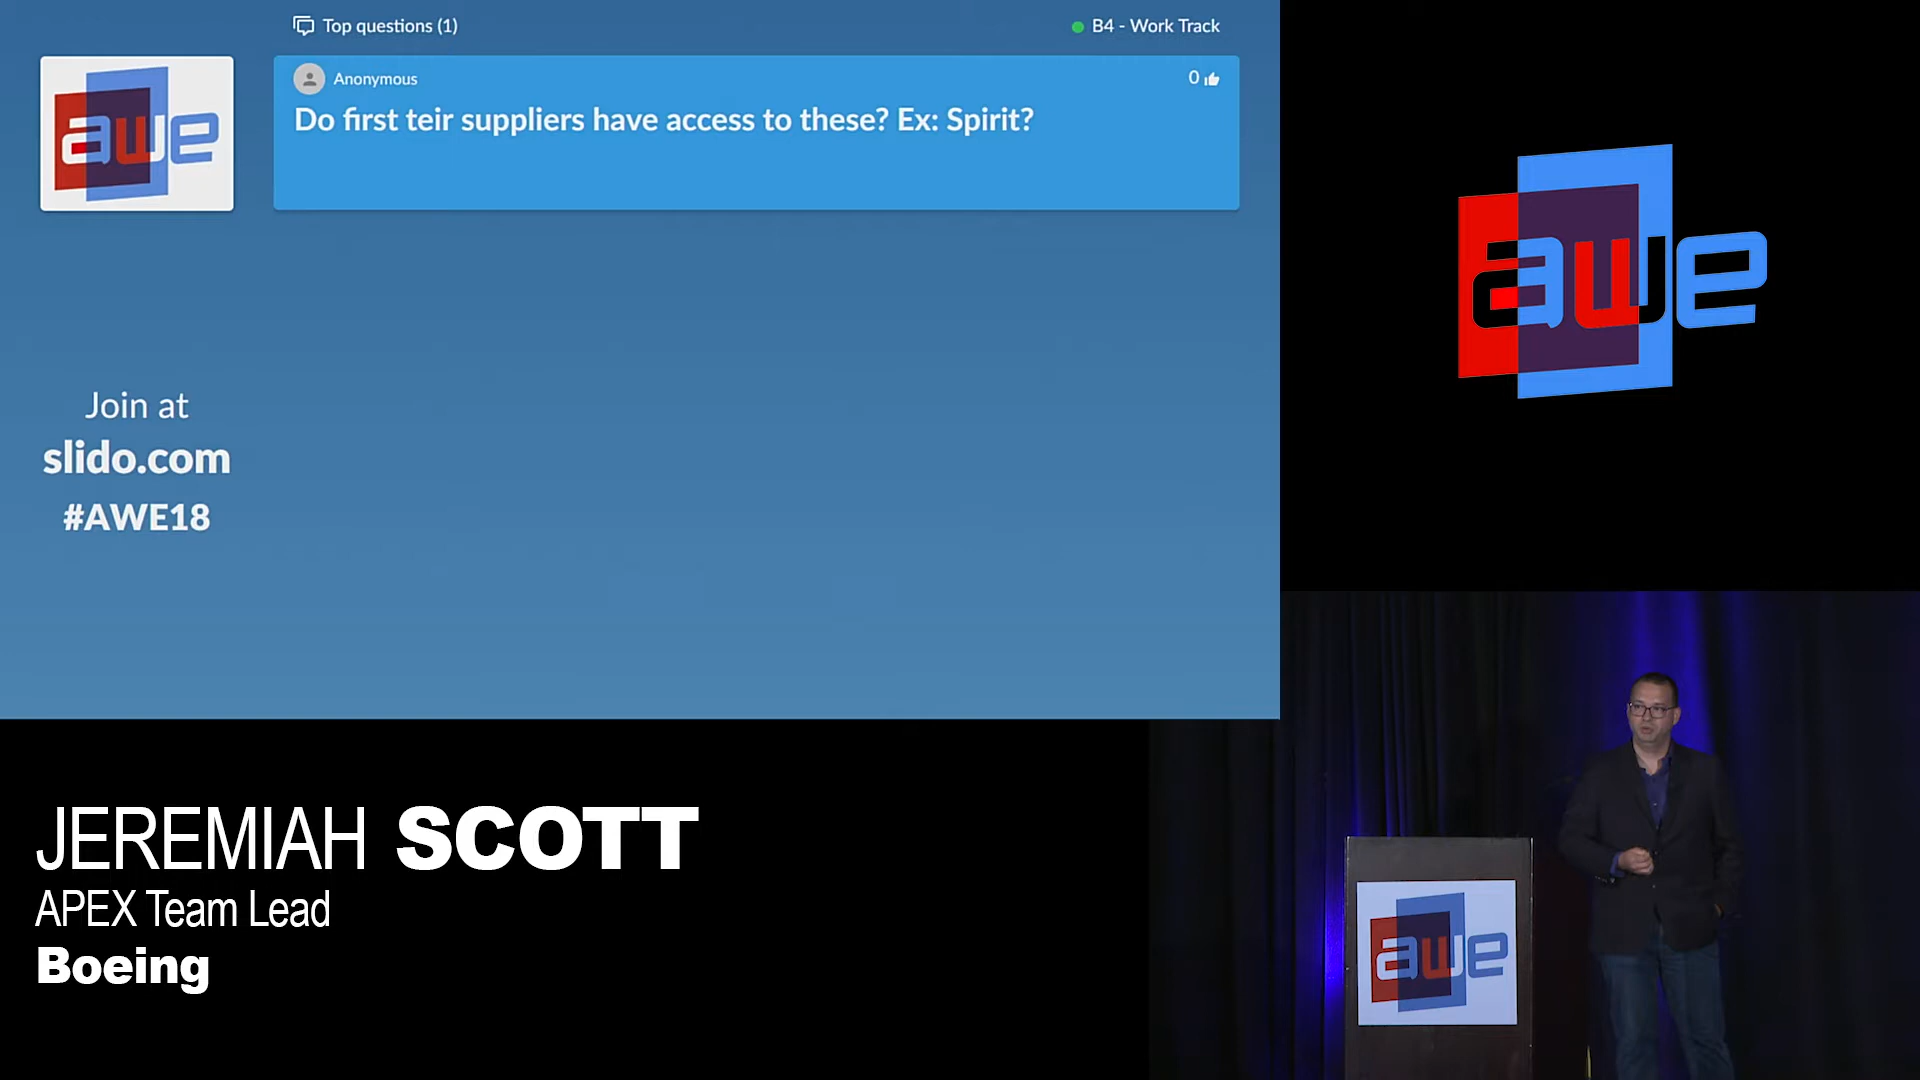 Top questions (1)
B4 - Work Track
awe
Anonymous
0
Do first teir suppliers have access to these? Ex: Spirit?
Join at
slido.com
#AWE18
awe
JEREMIAH SCOTT
APEX Team Lead
Boeing
awe